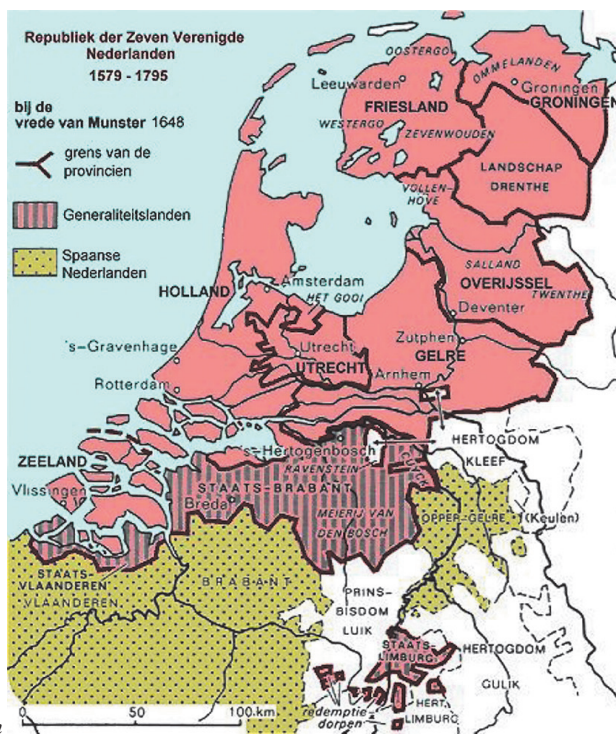 Republiek der Zeven Verenigde
Nederlanden
1579 - 1795
bij de
vrede van Munster 1648
grens van de
provincien
Generaliteitslanden
Spaanse
Nederlanden
OOSTERGO
OMMELANDEN
Leeuwarden
Groningen
GRONINGEN
FRIESLAND
WESTERGO
ZEVENWOUDEN
LANDSCHAP
DRENTHE
VOLLEN-
HOVE
SALLAND
OVERIJSSEL
TWENTHE
Deventer
HOLLAND
Amsterdam
HET GOOI
Zutphen
GELRE
's-Gravenhage
Utrecht
UTRECHT
Arnhem
Rotterdam
's-Hertogenbosch
HERTOGDOM
KLEEF
ZEELAND
RAVENSTEIN
CUIJCK
Vlissingen
STAATS-BRABANT
Breda
MEIERIJ VAN
DEN BOSCH
OPPER-GELRE
(Keulen)
STAATS-
VLAANDEREN
VLAANDEREN
BRABANT
PRINS-
BISDOM
LUIK
STAATS-
LIMBURG
HERTOGDOM
GULIK
HERT.
LIMBURG
redemptie-
dorpen
0 50 100 km